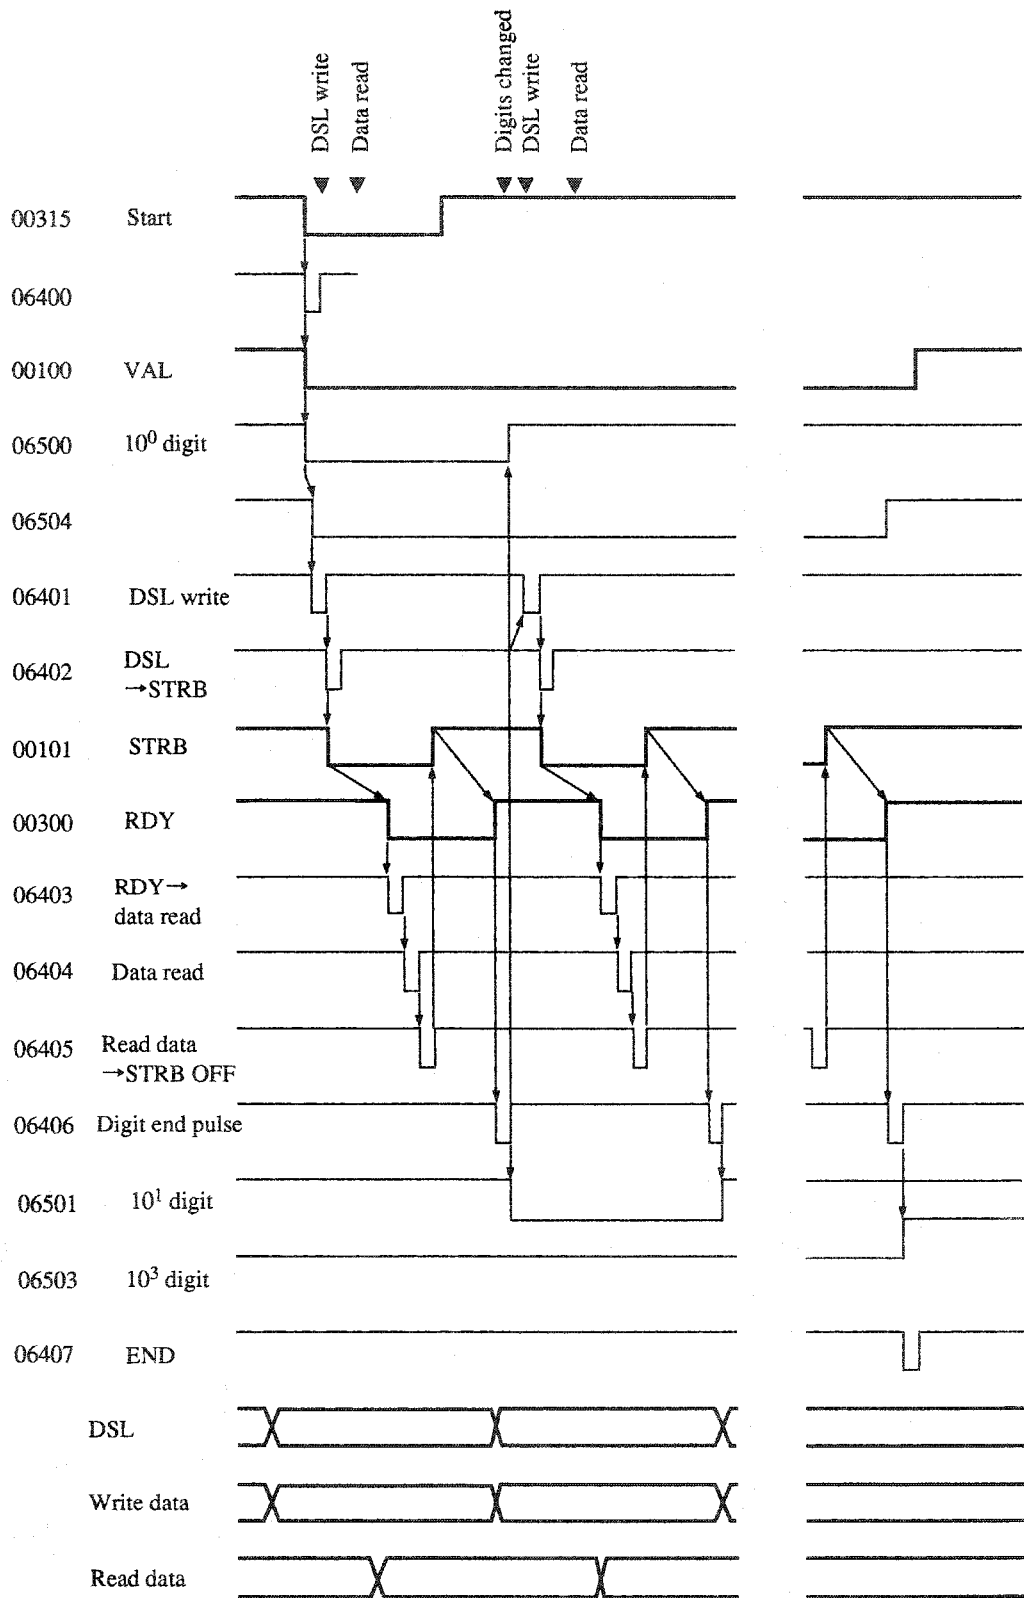 DSL write
Data read
Digits changed
DSL write
Data read
00315 Start
06400
00100 VAL
06500 10⁰ digit
06504
06401 DSL write
06402 DSL
→STRB
00101 STRB
00300 RDY
06403 RDY→
data read
06404 Data read
06405 Read data
→STRB OFF
06406 Digit end pulse
06501 10¹ digit
06503 10³ digit
06407 END
DSL
Write data
Read data